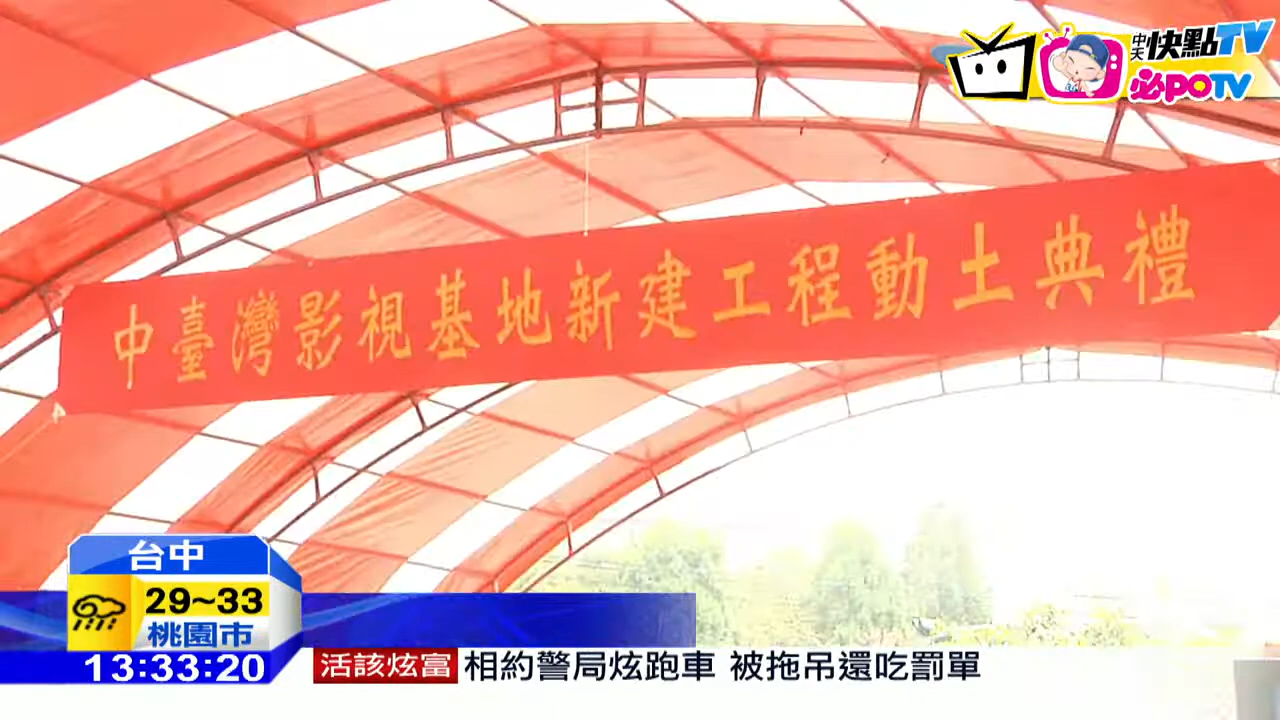 中天快點TV
必POTV
中臺灣影視基地新建工程動土典禮
台中
29~33
桃園市
13:33:20
活該炫富 相約警局炫跑車 被拖吊還吃罰單